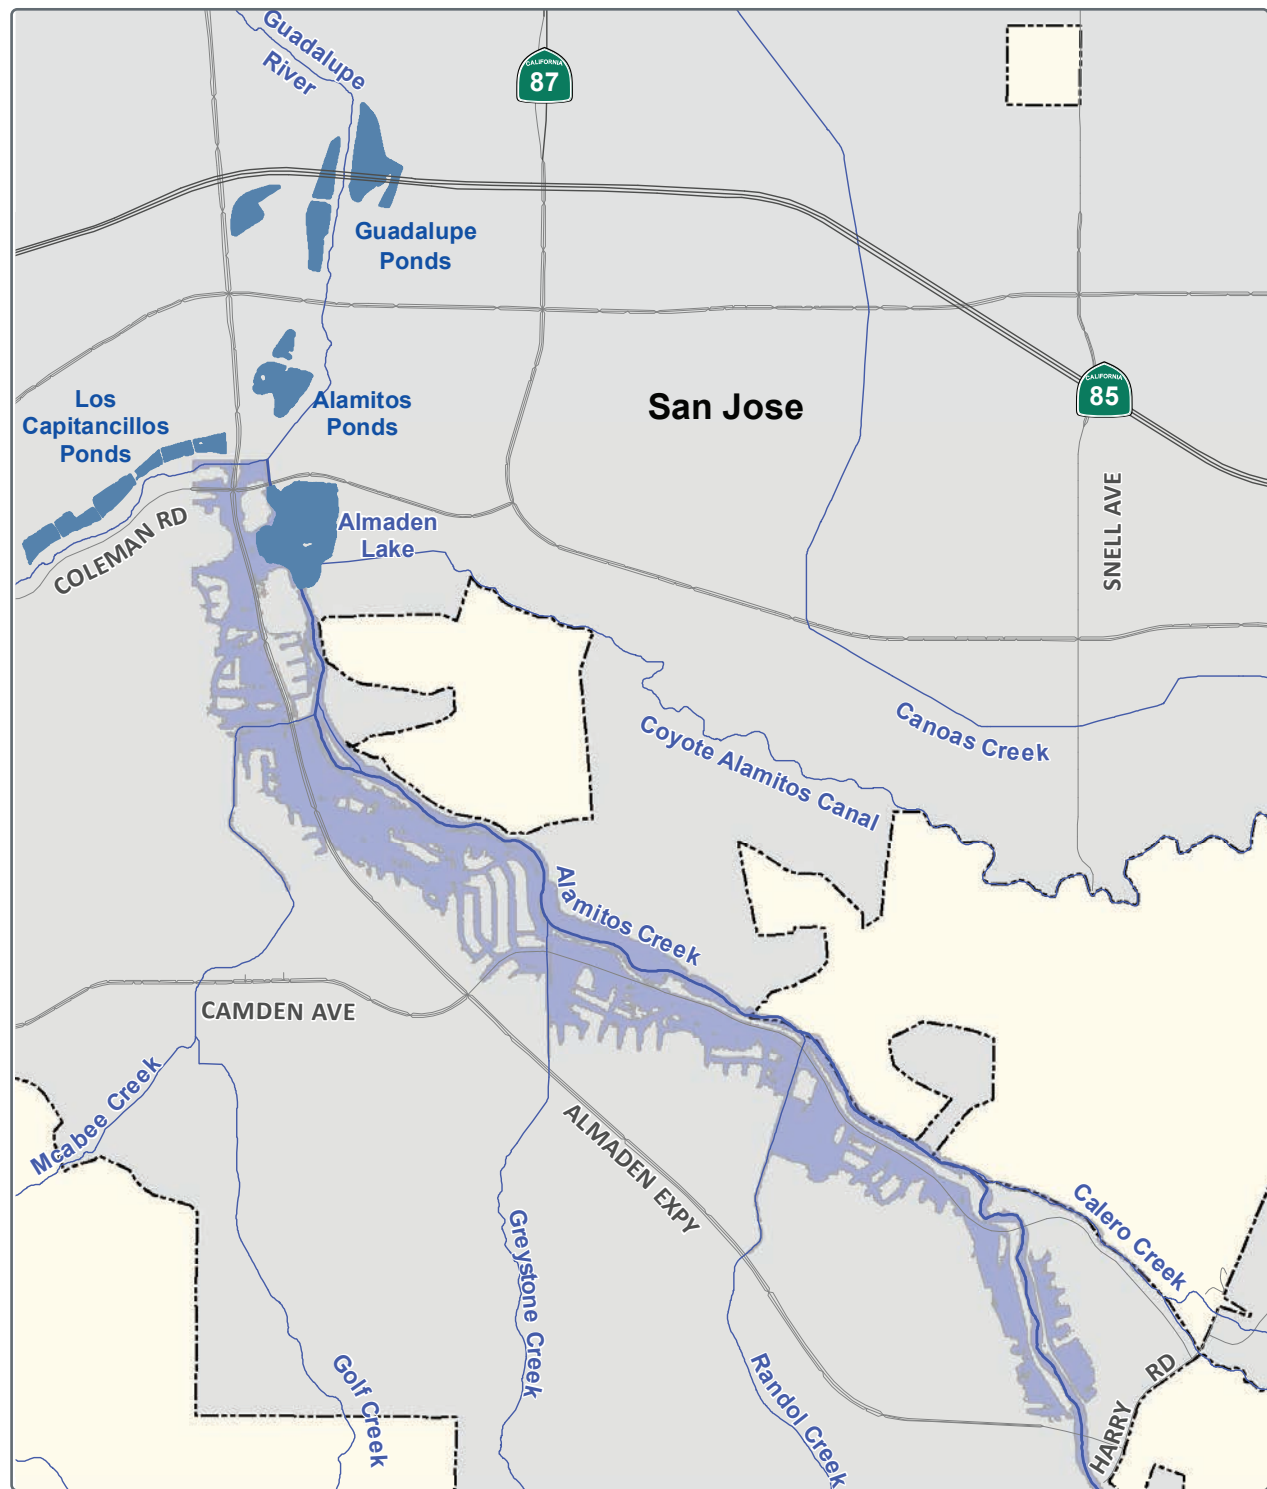 Guadalupe
River
CALIFORNIA
87
Guadalupe
Ponds
Los
Capitancillos
Ponds
Alamitos
Ponds
San Jose
CALIFORNIA
85
COLEMAN RD
Almaden
Lake
SNELL AVE
Canoas Creek
Coyote Alamitos Canal
Alamitos Creek
CAMDEN AVE
Mcabee Creek
ALMADEN EXPY
Calero Creek
Greystone Creek
Golf Creek
Randol Creek
HARRY RD